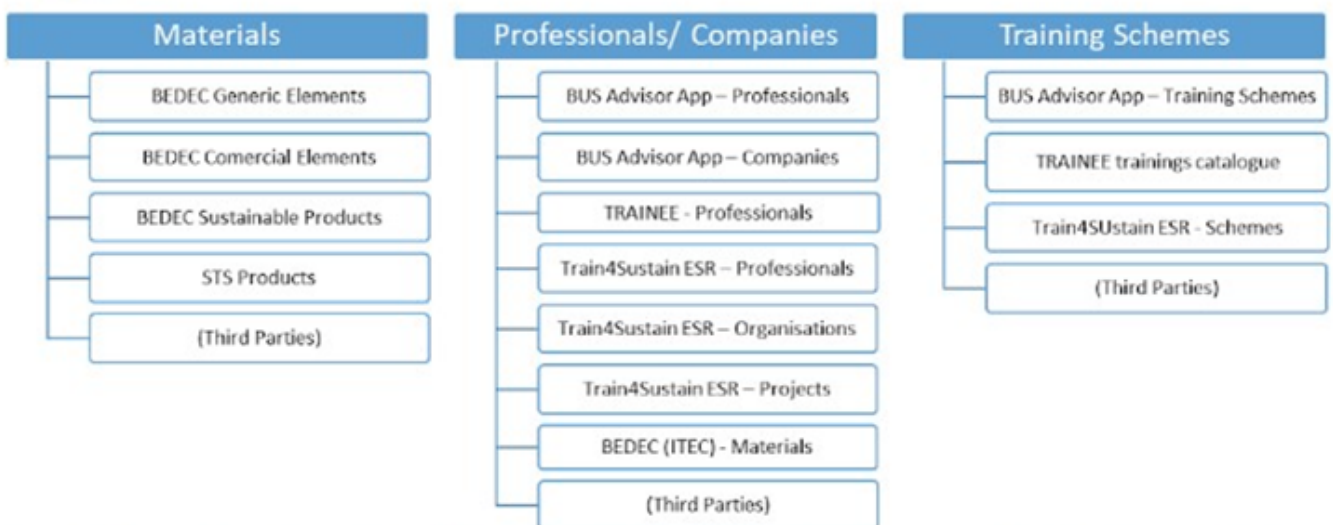 Materials
BEDEC Generic Elements
BEDEC Comercial Elements
BEDEC Sustainable Products
STS Products
(Third Parties)
Professionals/ Companies
BUS Advisor App – Professionals
BUS Advisor App – Companies
TRAINEE - Professionals
Train4Sustain ESR – Professionals
Train4Sustain ESR – Organisations
Train4Sustain ESR – Projects
BEDEC (ITEC) - Materials
(Third Parties)
Training Schemes
BUS Advisor App – Training Schemes
TRAINEE trainings catalogue
Train4SUstain ESR - Schemes
(Third Parties)